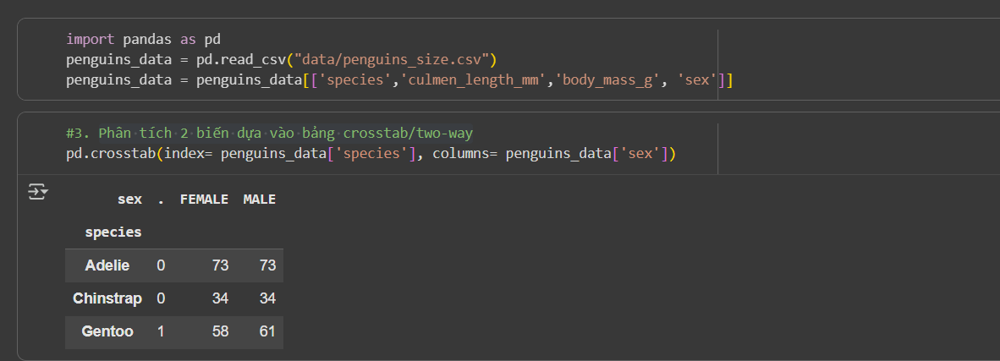 import pandas as pd
penguins_data = pd.read_csv("data/penguins_size.csv")
penguins_data = penguins_data[['species','culmen_length_mm','body_mass_g', 'sex']]
#3. Phân tích 2 biến dựa vào bảng crosstab/two-way
pd.crosstab(index= penguins_data['species'], columns= penguins_data['sex'])
sex . FEMALE MALE
species
Adelie 0 73 73
Chinstrap 0 34 34
Gentoo 1 58 61